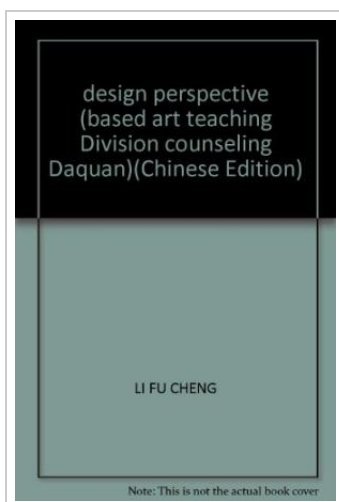 design perspective
(based art teaching
Division counseling
Daquan)(Chinese Edition)
LI FU CHENG
Note: This is not the actual book cover